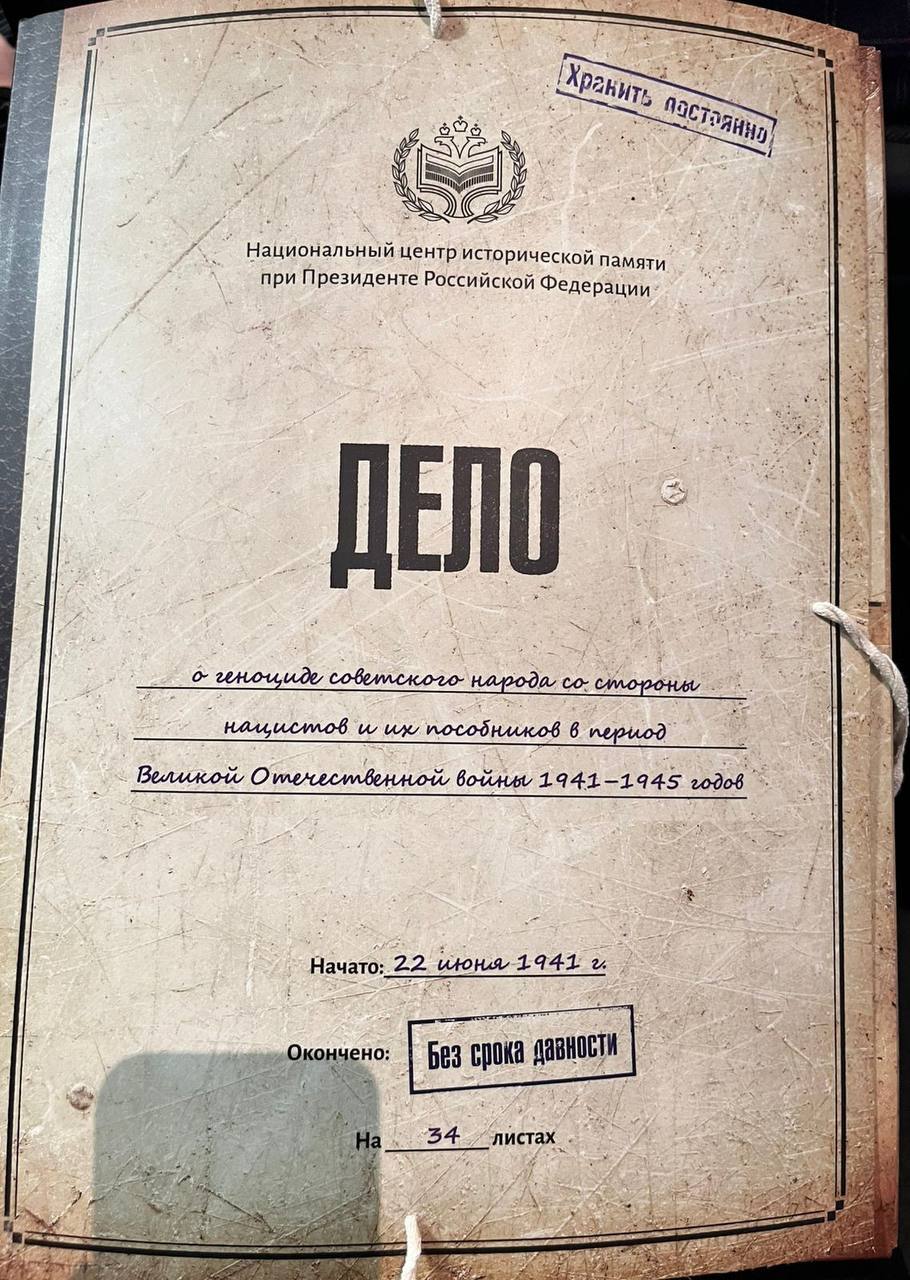 Хранить постоянно
Национальный центр исторической памяти
при Президенте Российской Федерации
ДЕЛО
о геноциде советского народа со стороны
нацистов и их пособников в период
Великой Отечественной войны 1941–1945 годов
Начато: 22 июня 1941 г.
Окончено: Без срока давности
На 34 листах